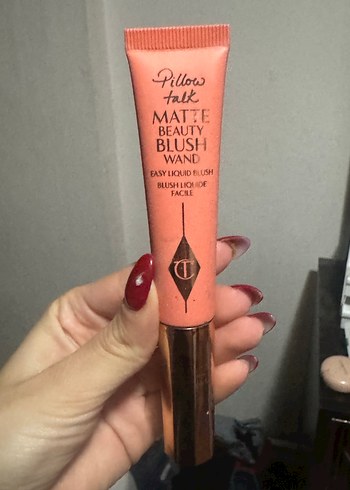 Pillow
talk
MATTE
BEAUTY
BLUSH
WAND
EASY LIQUID BLUSH
BLUSH LIQUIDE
FACILE
CT